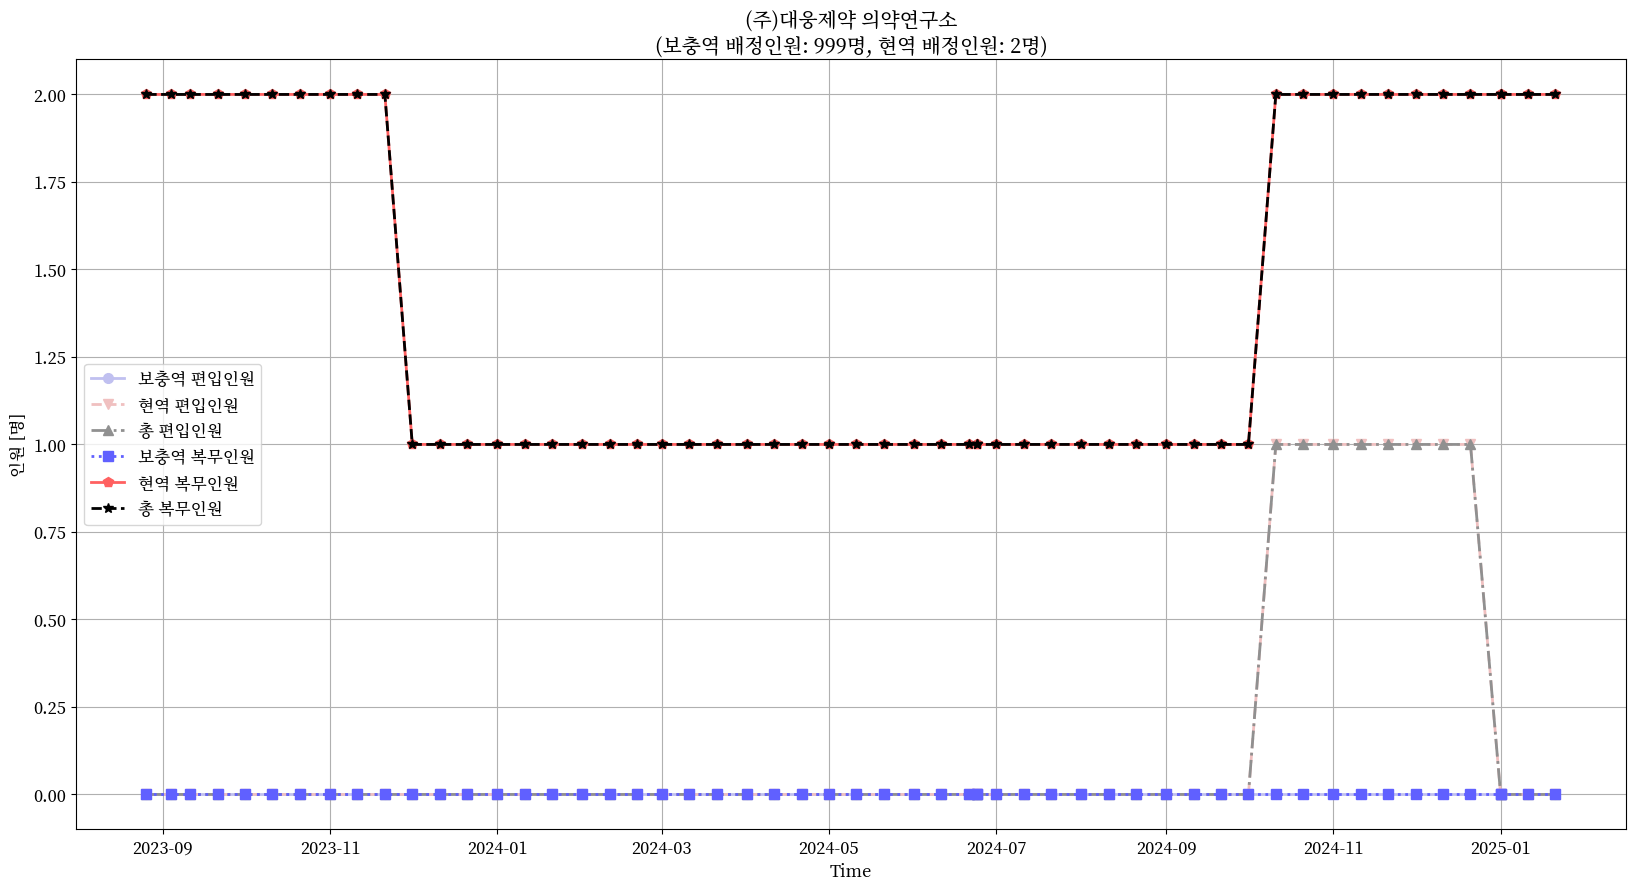 (주)대웅제약 의약연구소
(보충역 배정인원: 999명, 현역 배정인원: 2명)
인원 [명]
2.00
1.75
1.50
1.25
1.00
0.75
0.50
0.25
0.00
보충역 편입인원
현역 편입인원
총 편입인원
보충역 복무인원
현역 복무인원
총 복무인원
2023-09 2023-11 2024-01 2024-03 2024-05 2024-07 2024-09 2024-11 2025-01
Time